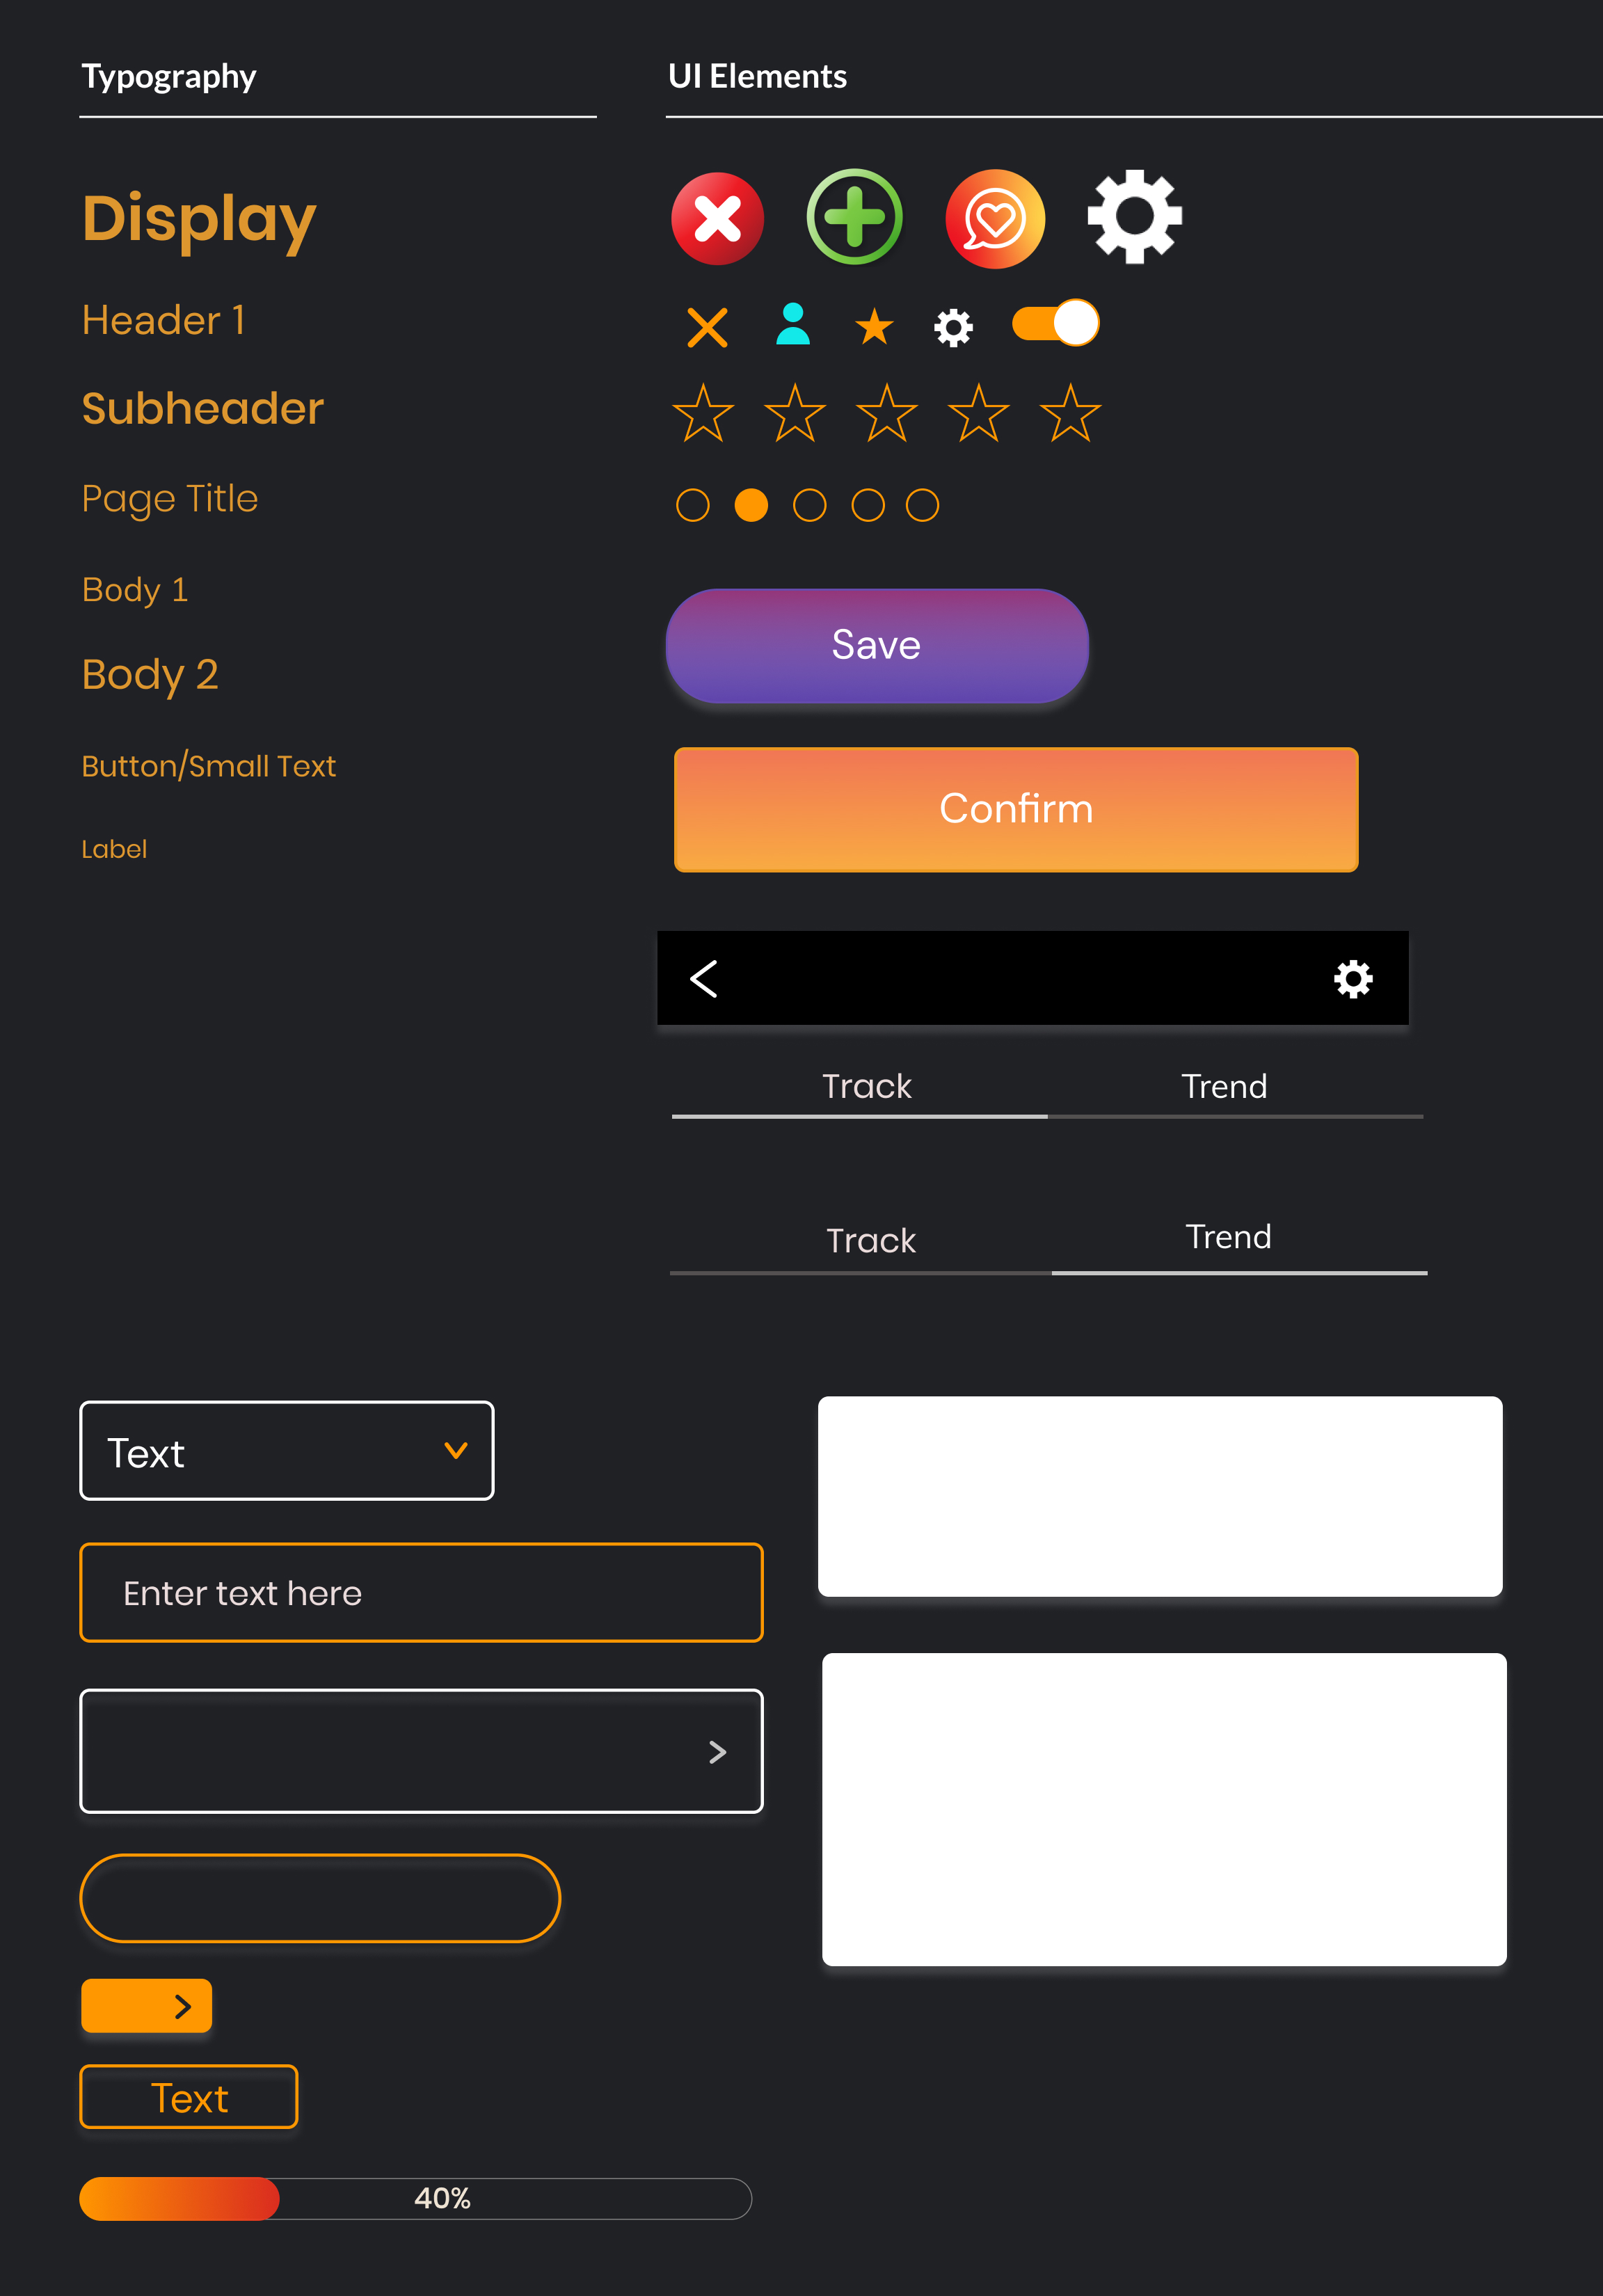 Typography
UI Elements
Display
Header 1
Subheader
Page Title
Body 1
Body 2
Button/Small Text
Label
Save
Confirm
Track
Trend
Track
Trend
Text
Enter text here
Text
40%